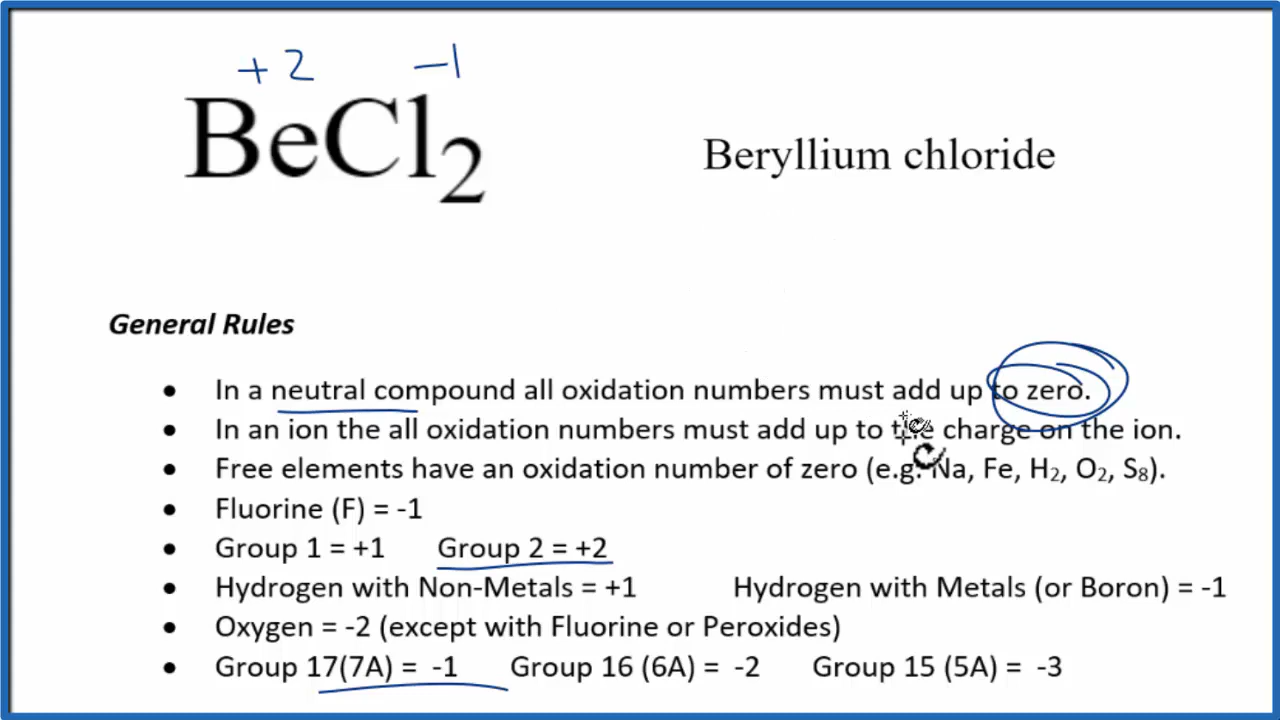 +2 -1
BeCl₂
Beryllium chloride
General Rules
• In a neutral compound all oxidation numbers must add up to zero.
• In an ion the all oxidation numbers must add up to the charge on the ion.
• Free elements have an oxidation number of zero (e.g. Na, Fe, H₂, O₂, S₈).
• Fluorine (F) = -1
• Group 1 = +1 Group 2 = +2
• Hydrogen with Non-Metals = +1 Hydrogen with Metals (or Boron) = -1
• Oxygen = -2 (except with Fluorine or Peroxides)
• Group 17(7A) = -1 Group 16 (6A) = -2 Group 15 (5A) = -3